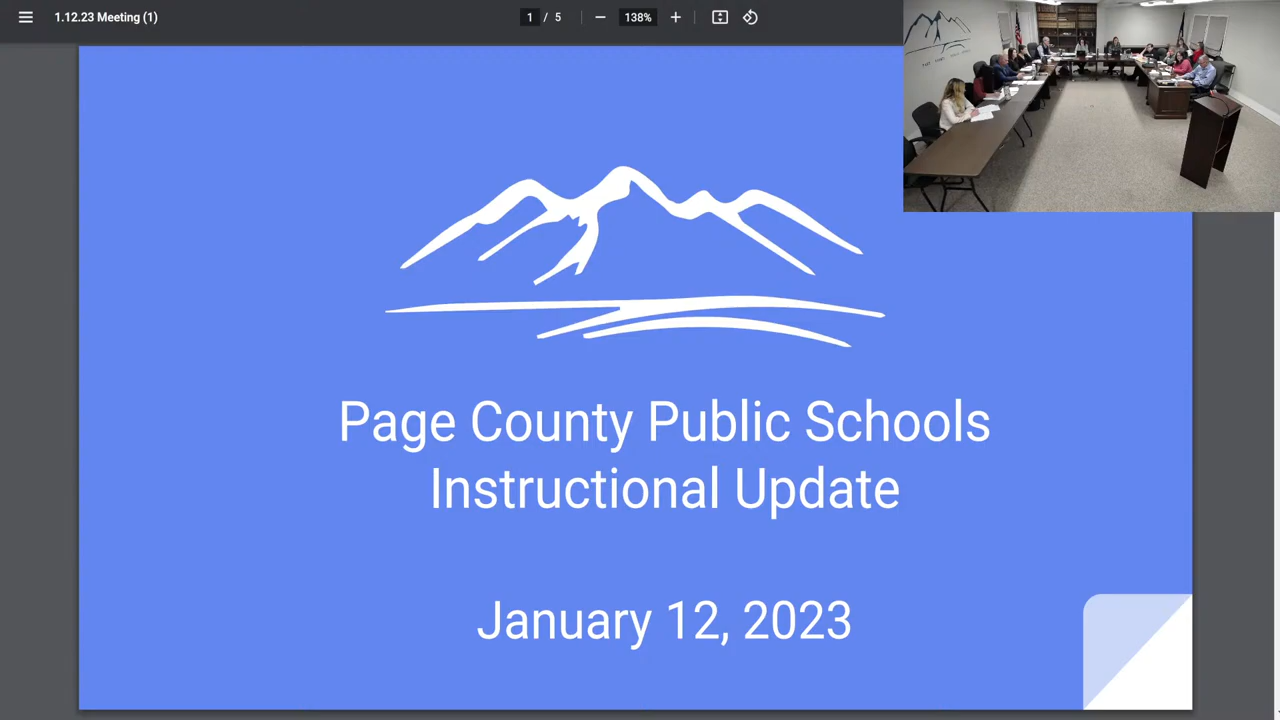 1.12.23 Meeting (1)
1 / 5
138%
Page County Public Schools
Instructional Update
January 12, 2023